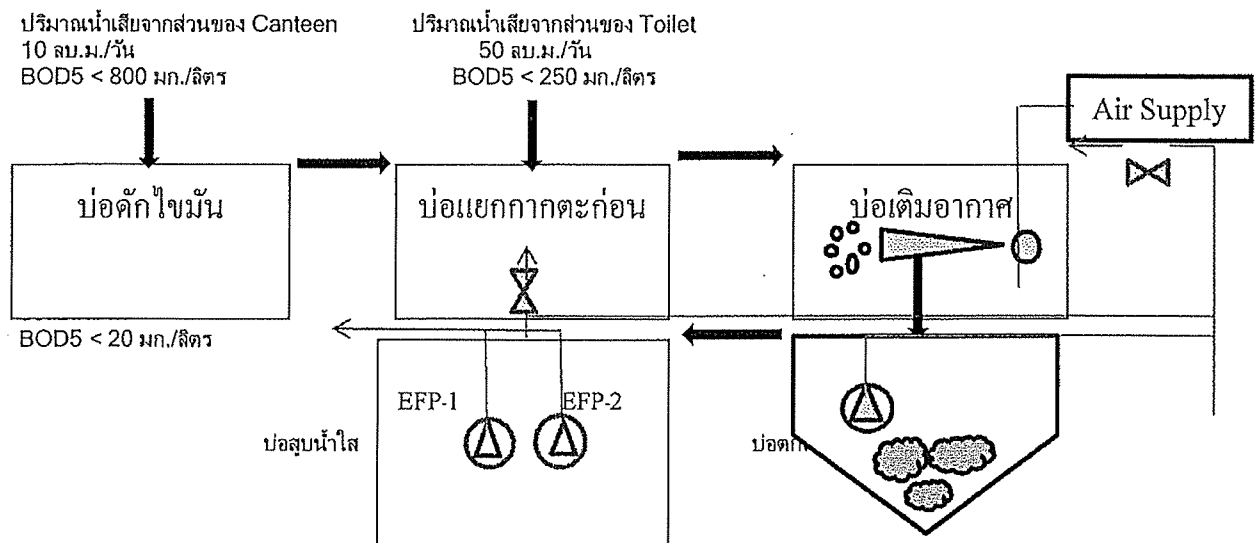 ปริมาณน้ำเสียจากส่วนของ Canteen
10 ลบ.ม./วัน
BOD5 < 800 มก./ลิตร
ปริมาณน้ำเสียจากส่วนของ Toilet
50 ลบ.ม./วัน
BOD5 < 250 มก./ลิตร
Air Supply
บ่อดักไขมัน
บ่อแยกกากตะก่อน
บ่อเติมอากาศ
BOD5 < 20 มก./ลิตร
EFP-1
EFP-2
บ่อสูบน้ำใส